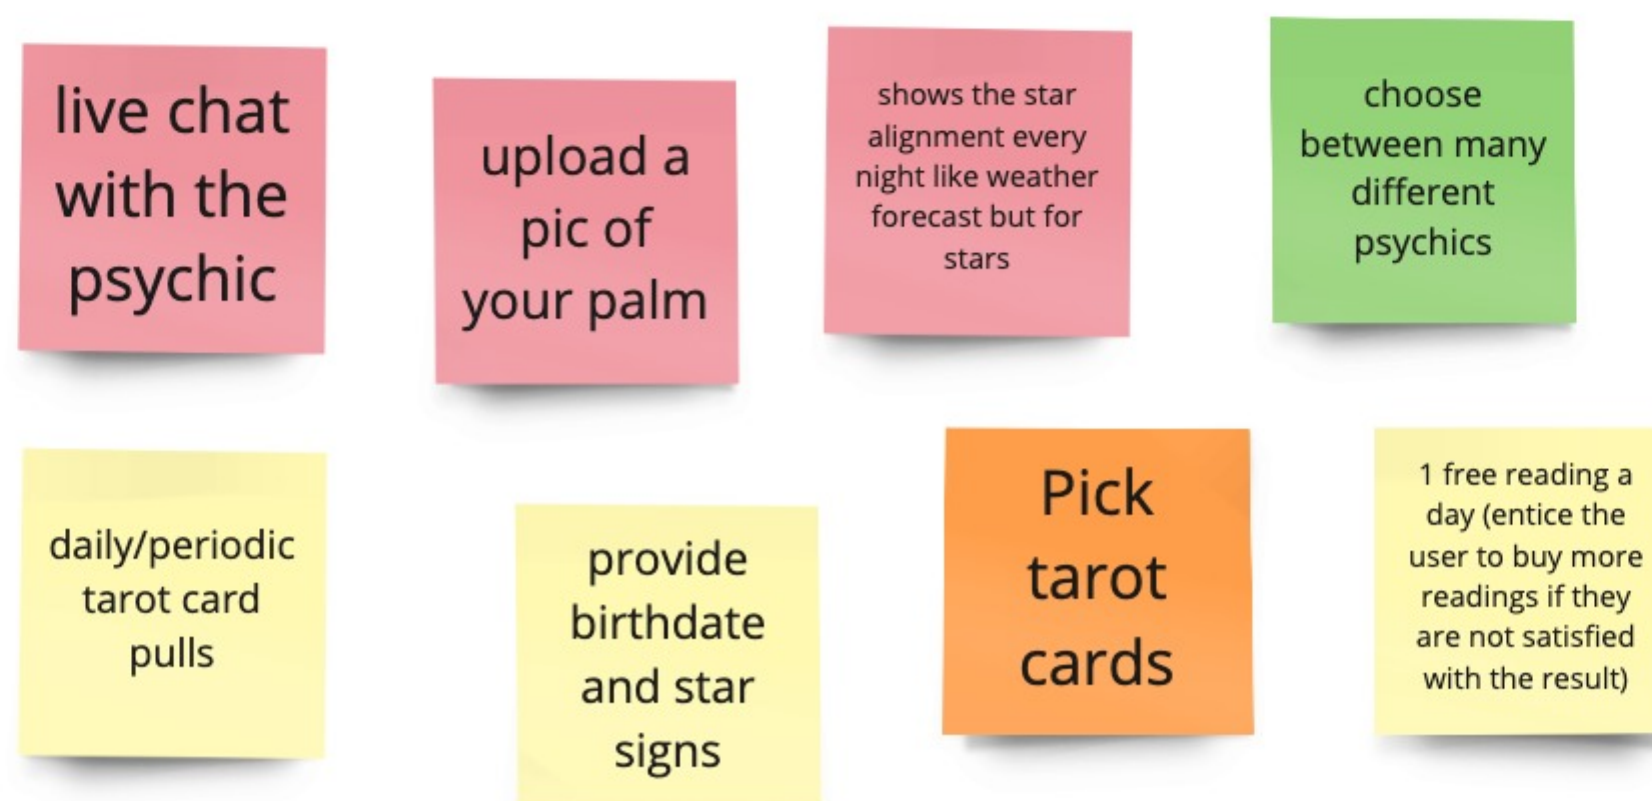 live chat
with the
psychic
upload a
pic of
your palm
shows the star
alignment every
night like weather
forecast but for
stars
choose
between many
different
psychics
daily/periodic
tarot card
pulls
provide
birthdate
and star
signs
Pick
tarot
cards
1 free reading a
day (entice the
user to buy more
readings if they
are not satisfied
with the result)